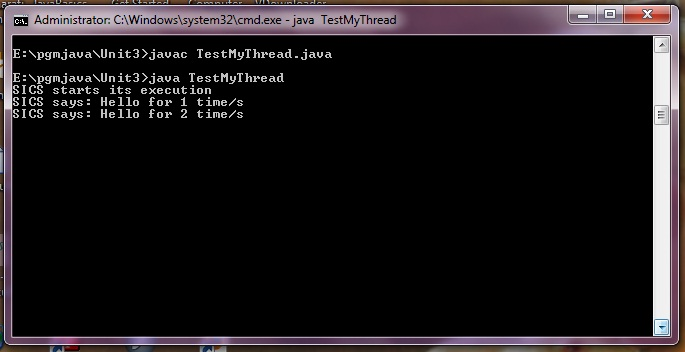 Administrator: C:\Windows\system32\cmd.exe - java  TestMyThread
E:\pgmjava\Unit3>javac TestMyThread.java
E:\pgmjava\Unit3>java TestMyThread
SICS starts its execution
SICS says: Hello for 1 time/s
SICS says: Hello for 2 time/s